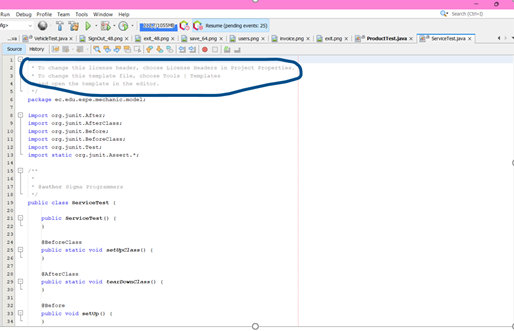 Search (Ctrl+I)
Run Debug Profile Team Tools Window Help
Resume (pending events: 25)
VehicleTest.java SignOut_48.png exit_48.png save_64.png users.png invoice.png exit.png ProductTest.java ServiceTest.java
Source History
1
2 * To change this license header, choose License Headers in Project Properties.
3 * To change this template file, choose Tools | Templates
4 and open the template in the editor.
5 */
6 package ec.edu.espe.mechanic.model;
7
8 import org.junit.After;
9 import org.junit.AfterClass;
10 import org.junit.Before;
11 import org.junit.BeforeClass;
12 import org.junit.Test;
13 import static org.junit.Assert.*;
14
15 /**
16 *
17 * @author Sigma Programmers
18 */
19 public class ServiceTest {
20
21 public ServiceTest() {
22 }
23
24 @BeforeClass
25 public static void setUpClass() {
26 }
27
28 @AfterClass
29 public static void tearDownClass() {
30 }
31
32 @Before
33 public void setUp() {
34 }